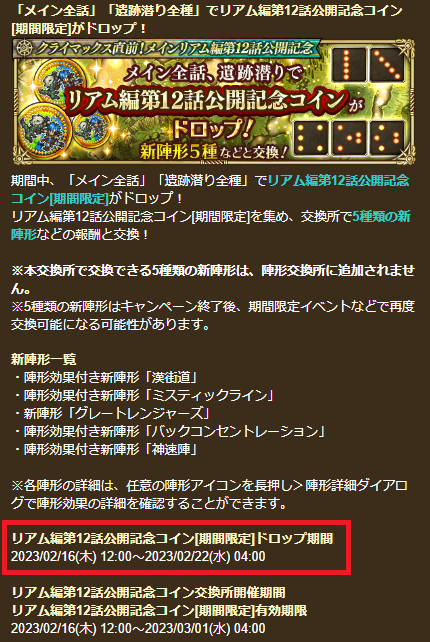 「メイン全話」「遺跡潜り全種」でリアム編第12話公開記念コイン
[期間限定]がドロップ！
クライマックス直前！メインリアム編第12話公開記念
メイン全話、遺跡潜りで
リアム編第12話公開記念コインが
ドロップ！
新陣形5種などと交換！
期間中、「メイン全話」「遺跡潜り全種」でリアム編第12話公開記念
コイン[期間限定]がドロップ！
リアム編第12話公開記念コイン[期間限定]を集め、交換所で5種類の新
陣形などの報酬と交換！
※本交換所で交換できる5種類の新陣形は、陣形交換所に追加されませ
ん。
※5種類の新陣形はキャンペーン終了後、期間限定イベントなどで再度
交換可能になる可能性があります。
新陣形一覧
・陣形効果付き新陣形「漢街道」
・陣形効果付き新陣形「ミスティックライン」
・新陣形「グレートレンジャーズ」
・陣形効果付き新陣形「バックコンセントレーション」
・陣形効果付き新陣形「神速陣」
※各陣形の詳細は、任意の陣形アイコンを長押し＞陣形詳細ダイアロ
グで陣形効果の詳細を確認することができます。
リアム編第12話公開記念コイン[期間限定]ドロップ期間
2023/02/16(木) 12:00～2023/02/22(水) 04:00
リアム編第12話公開記念コイン交換所開催期間
リアム編第12話公開記念コイン[期間限定]有効期限
2023/02/16(木) 12:00～2023/03/01(水) 04:00